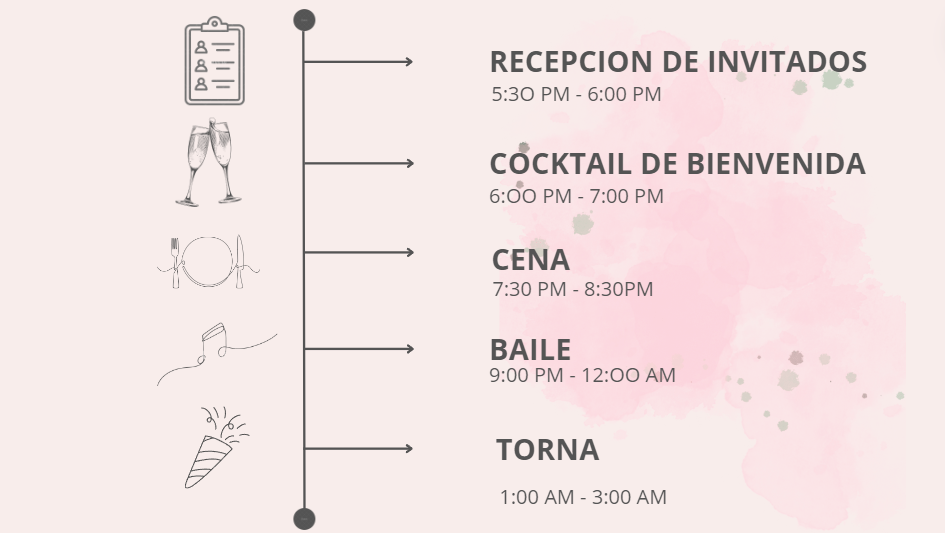 RECEPCION DE INVITADOS
5:3O PM - 6:00 PM
COCKTAIL DE BIENVENIDA
6:OO PM - 7:00 PM
CENA
7:30 PM - 8:30PM
BAILE
9:00 PM - 12:OO AM
TORNA
1:00 AM - 3:00 AM